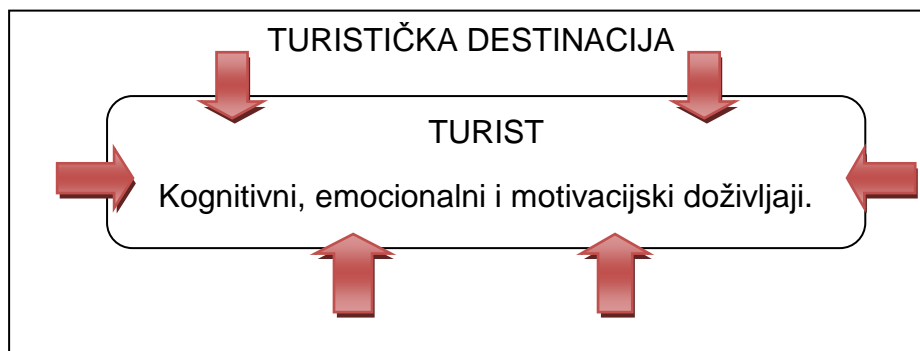 TURISTIČKA DESTINACIJA
TURIST
Kognitivni, emocionalni i motivacijski doživljaji.